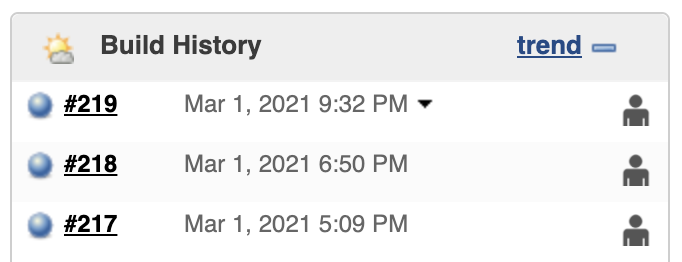 Build History trend
#219 Mar 1, 2021 9:32 PM
#218 Mar 1, 2021 6:50 PM
#217 Mar 1, 2021 5:09 PM